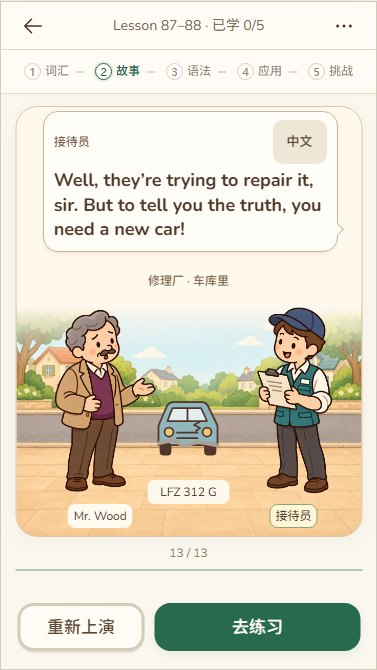 Lesson 87–88 · 已学 0/5
1 词汇 — 2 故事 — 3 语法 — 4 应用 — 5 挑战
接待员
中文
Well, they’re trying to repair it,
sir. But to tell you the truth, you
need a new car!
修理厂 · 车库里
LFZ 312 G
Mr. Wood
接待员
13 / 13
重新上演
去练习